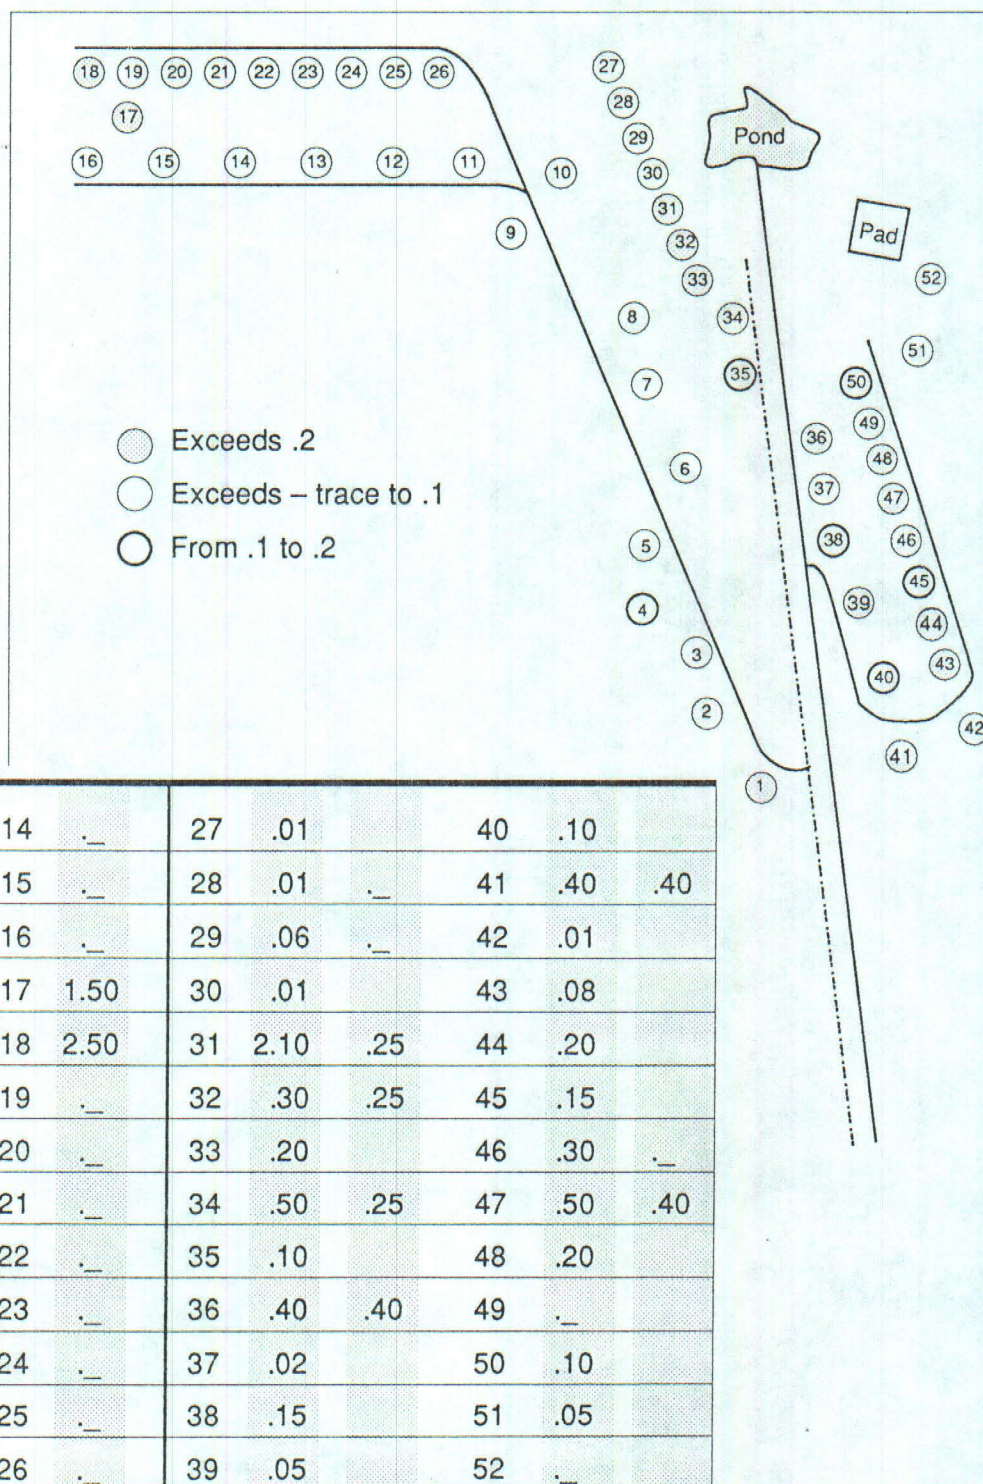 18 19 20 21 22 23 24 25 26
17
16 15 14 13 12 11 10
9
27
28
29
30
31
32
33
34
35
Pond
Pad
52
51
50
49
48
47
46
45
44
43
42
41
40
39
38
37
36
8
7
6
5
4
3
2
1
Exceeds .2
Exceeds – trace to .1
From .1 to .2
14 ._ 27 .01 40 .10
15 ._ 28 .01 ._ 41 .40 .40
16 ._ 29 .06 ._ 42 .01
17 1.50 30 .01 43 .08
18 2.50 31 2.10 .25 44 .20
19 ._ 32 .30 .25 45 .15
20 ._ 33 .20 46 .30 ._
21 ._ 34 .50 .25 47 .50 .40
22 ._ 35 .10 48 .20
23 ._ 36 .40 .40 49 ._
24 ._ 37 .02 50 .10
25 ._ 38 .15 51 .05
26 ._ 39 .05 52 ._